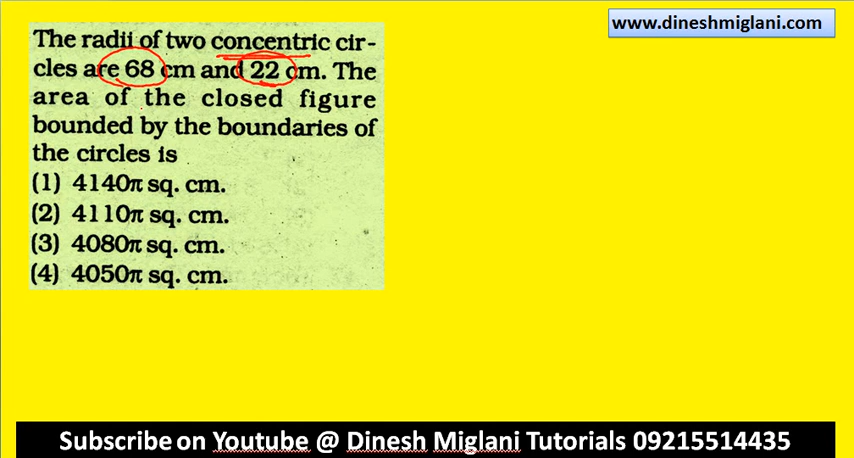 www.dineshmiglani.com
The radii of two concentric cir-
cles are 68 cm and 22 cm. The
area of the closed figure
bounded by the boundaries of
the circles is
(1) 4140π sq. cm.
(2) 4110π sq. cm.
(3) 4080π sq. cm.
(4) 4050π sq. cm.
Subscribe on Youtube @ Dinesh Miglani Tutorials 09215514435